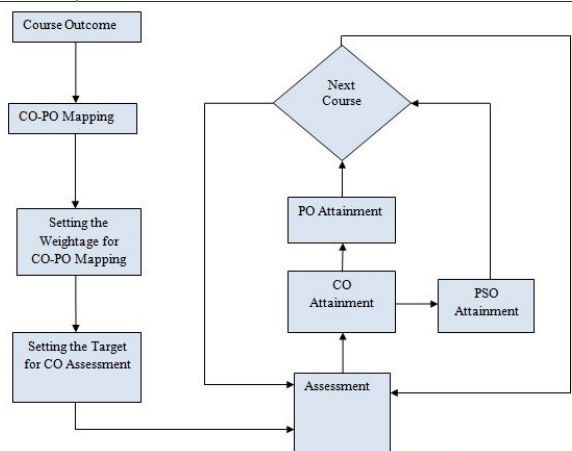 Course Outcome
CO-PO Mapping
Setting the
Weightage for
CO-PO Mapping
Setting the Target
for CO Assessment
Next
Course
PO Attainment
CO
Attainment
PSO
Attainment
Assessment